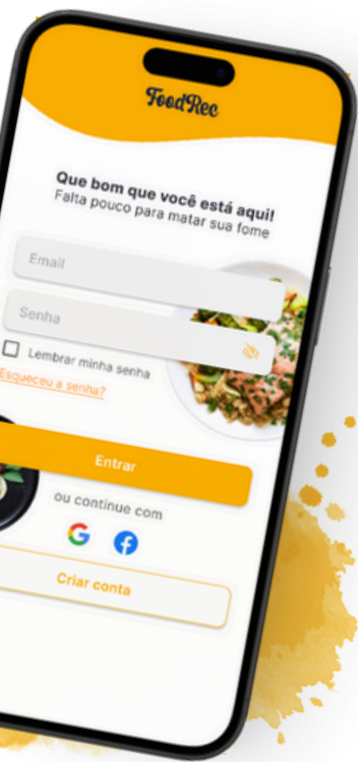 FoodRec
Que bom que você está aqui!
Falta pouco para matar sua fome
Email
Senha
Lembrar minha senha
Esqueceu a senha?
Entrar
ou continue com
Criar conta